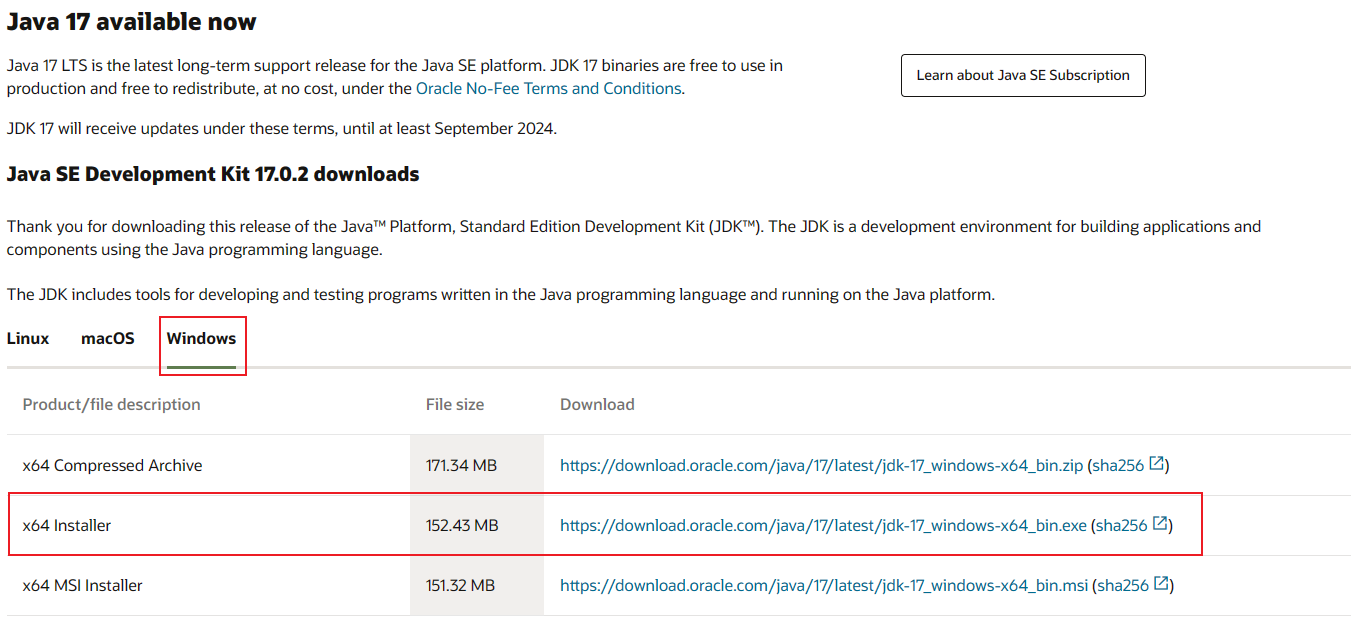 Java 17 available now
Java 17 LTS is the latest long-term support release for the Java SE platform. JDK 17 binaries are free to use in
production and free to redistribute, at no cost, under the Oracle No-Fee Terms and Conditions.
Learn about Java SE Subscription
JDK 17 will receive updates under these terms, until at least September 2024.
Java SE Development Kit 17.0.2 downloads
Thank you for downloading this release of the Java™ Platform, Standard Edition Development Kit (JDK™). The JDK is a development environment for building applications and
components using the Java programming language.
The JDK includes tools for developing and testing programs written in the Java programming language and running on the Java platform.
Linux macOS Windows
Product/file description File size Download
x64 Compressed Archive 171.34 MB https://download.oracle.com/java/17/latest/jdk-17_windows-x64_bin.zip (sha256)
x64 Installer 152.43 MB https://download.oracle.com/java/17/latest/jdk-17_windows-x64_bin.exe (sha256)
x64 MSI Installer 151.32 MB https://download.oracle.com/java/17/latest/jdk-17_windows-x64_bin.msi (sha256)